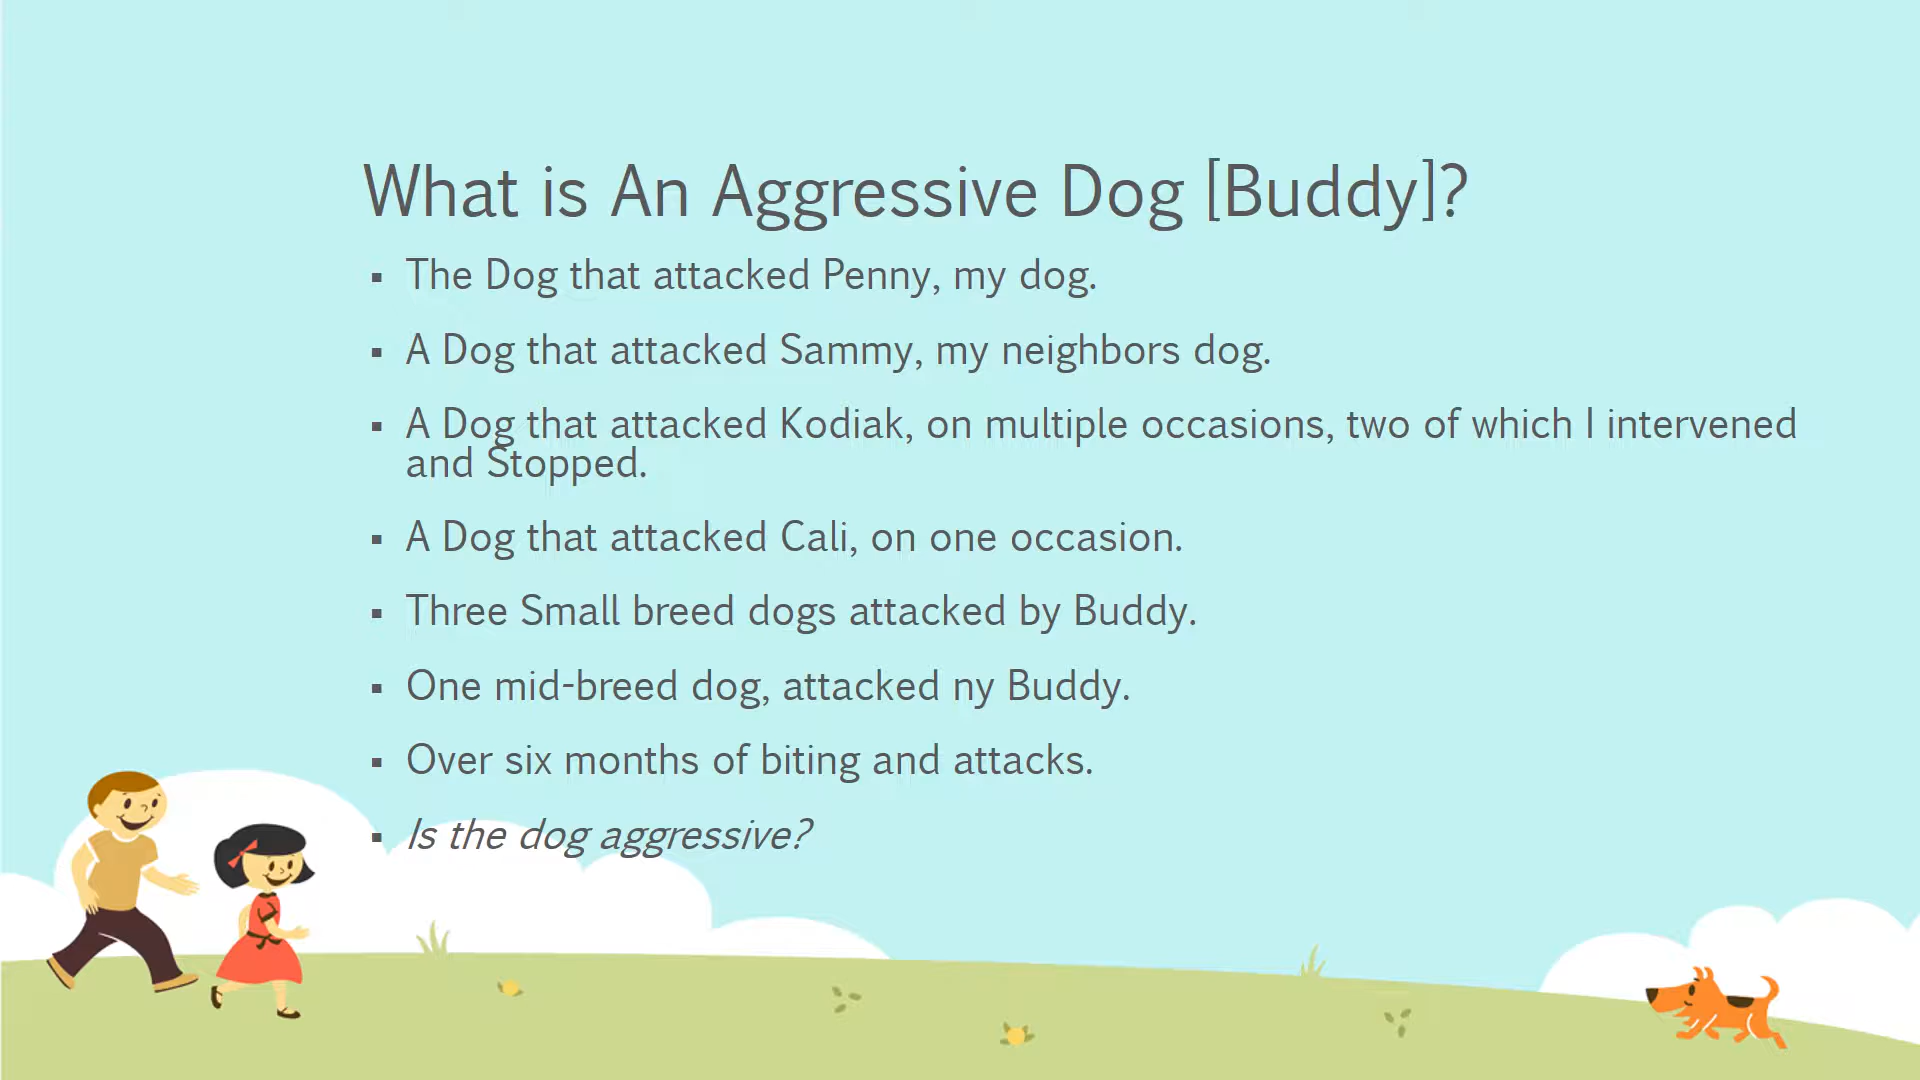 What is An Aggressive Dog [Buddy]?
▪ The Dog that attacked Penny, my dog.
▪ A Dog that attacked Sammy, my neighbors dog.
▪ A Dog that attacked Kodiak, on multiple occasions, two of which I intervened
and Stopped.
▪ A Dog that attacked Cali, on one occasion.
▪ Three Small breed dogs attacked by Buddy.
▪ One mid-breed dog, attacked ny Buddy.
▪ Over six months of biting and attacks.
▪ Is the dog aggressive?